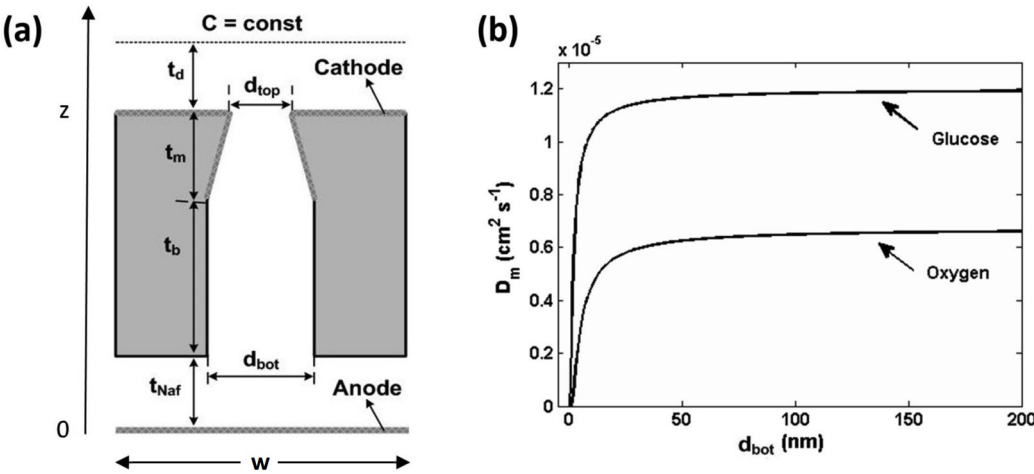 (a)
C = const
t_d
d_top
Cathode
z
t_m
t_b
d_bot
t_Naf
Anode
0
w
(b)
x 10^-5
D_m (cm^2 s^-1)
1.2
1
0.8
0.6
0.4
0.2
0
Glucose
Oxygen
0 50 100 150 200
d_bot (nm)